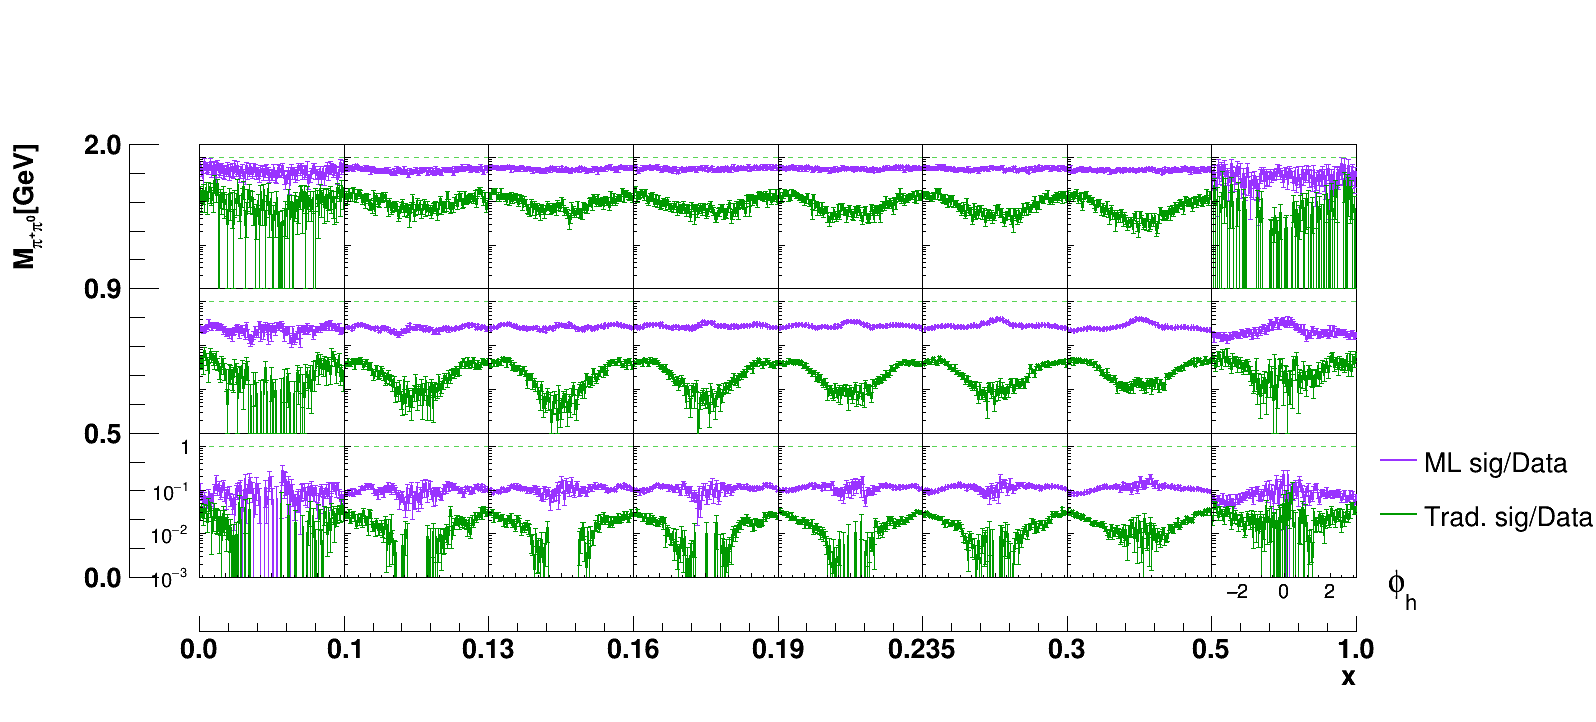 M π⁺π⁰ [GeV]
2.0
0.9
0.5
0.0
1
10⁻¹
10⁻²
10⁻³
ML sig/Data
Trad. sig/Data
−2 0 2
ϕh
0.0 0.1 0.13 0.16 0.19 0.235 0.3 0.5 1.0
x